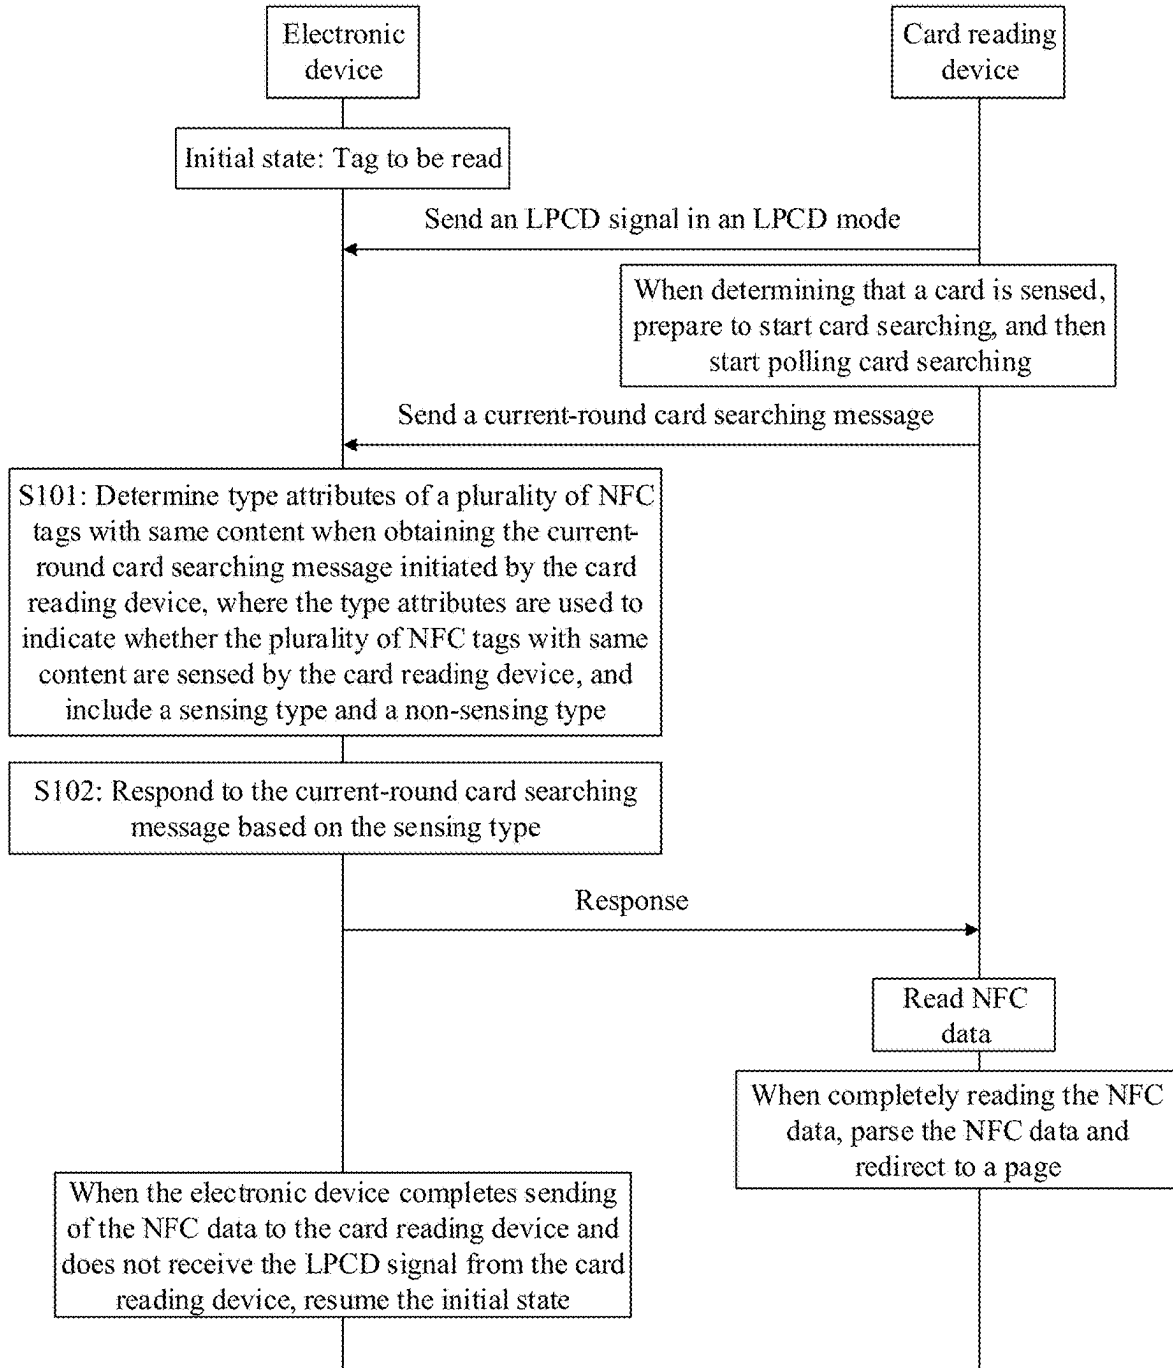 Electronic
device
Card reading
device
Initial state: Tag to be read
Send an LPCD signal in an LPCD mode
When determining that a card is sensed,
prepare to start card searching, and then
start polling card searching
Send a current-round card searching message
S101: Determine type attributes of a plurality of NFC
tags with same content when obtaining the current-
round card searching message initiated by the card
reading device, where the type attributes are used to
indicate whether the plurality of NFC tags with same
content are sensed by the card reading device, and
include a sensing type and a non-sensing type
S102: Respond to the current-round card searching
message based on the sensing type
Response
Read NFC
data
When completely reading the NFC
data, parse the NFC data and
redirect to a page
When the electronic device completes sending
of the NFC data to the card reading device and
does not receive the LPCD signal from the card
reading device, resume the initial state